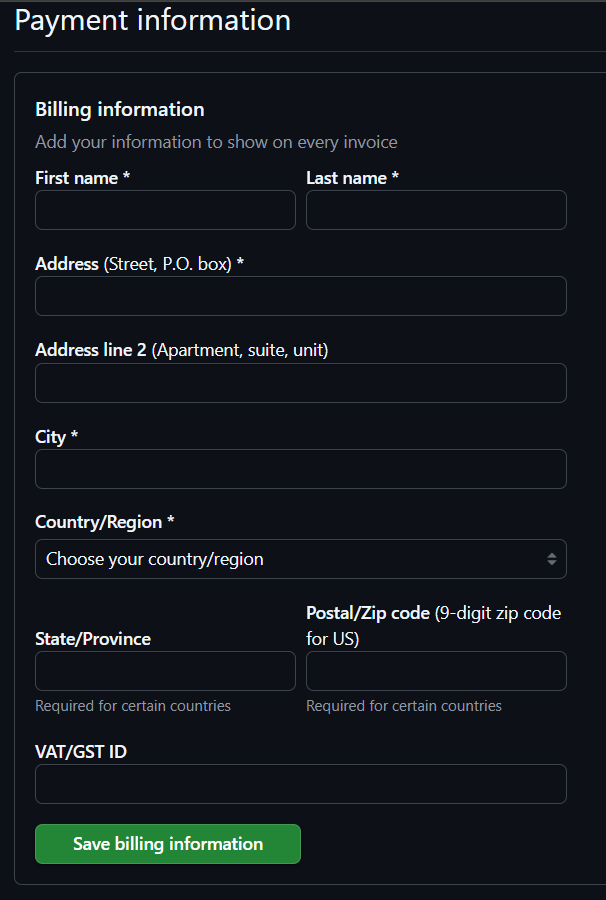 Payment information
Billing information
Add your information to show on every invoice
First name *
Last name *
Address (Street, P.O. box) *
Address line 2 (Apartment, suite, unit)
City *
Country/Region *
Choose your country/region
State/Province
Postal/Zip code (9-digit zip code
for US)
Required for certain countries
Required for certain countries
VAT/GST ID
Save billing information